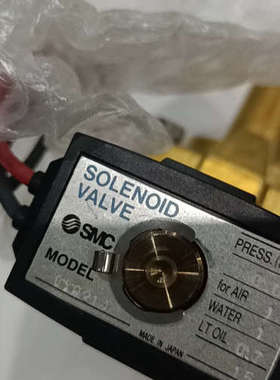 SOLENOID
VALVE
SMC
MODEL
MADE IN JAPAN
PRESS.
for AIR
WATER
LT OIL